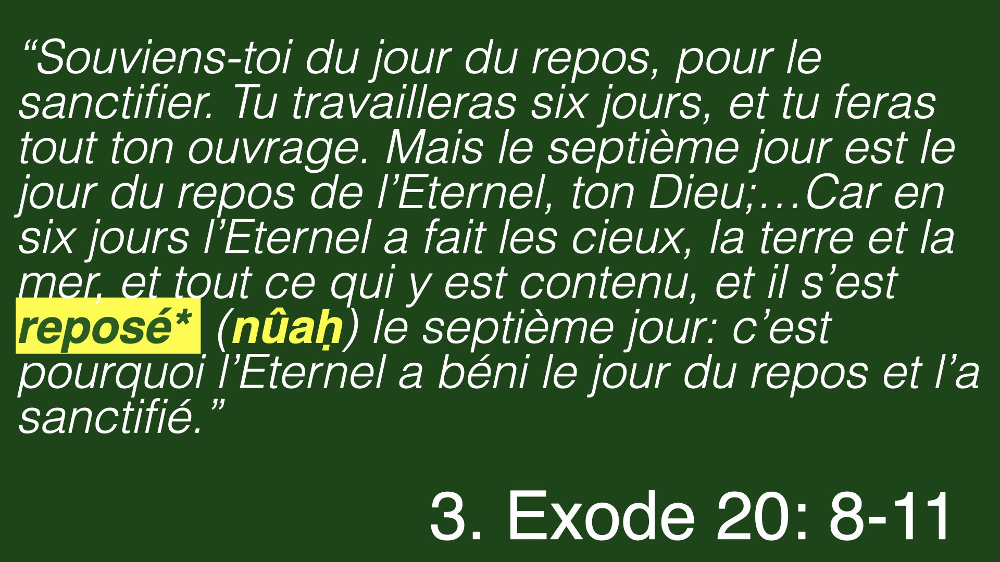 “Souviens-toi du jour du repos, pour le
sanctifier. Tu travailleras six jours, et tu feras
tout ton ouvrage. Mais le septième jour est le
jour du repos de l’Eternel, ton Dieu;…Car en
six jours l’Eternel a fait les cieux, la terre et la
mer, et tout ce qui y est contenu, et il s’est
reposé* (nûaḥ) le septième jour: c’est
pourquoi l’Eternel a béni le jour du repos et l’a
sanctifié.”
3. Exode 20: 8-11